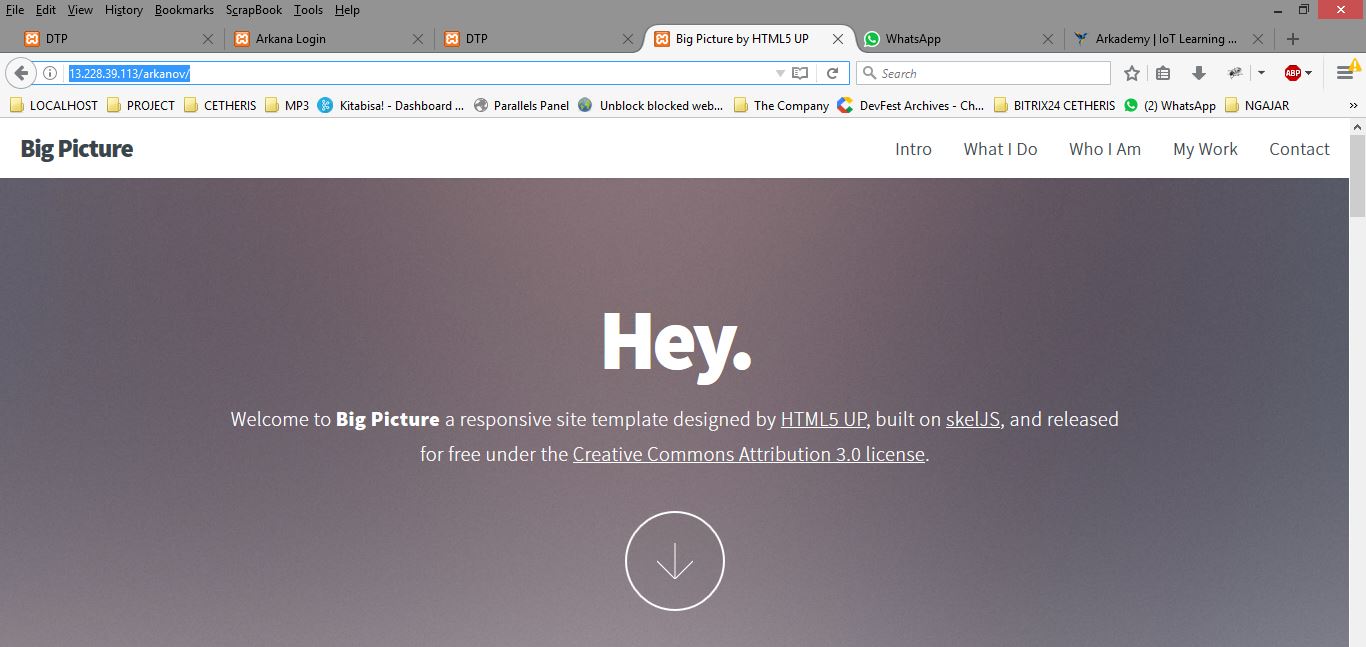 File Edit View History Bookmarks ScrapBook Tools Help
DTP Arkana Login DTP Big Picture by HTML5 UP WhatsApp Arkademy | IoT Learning ...
13.228.39.113/arkanov/ Search ABP
LOCALHOST PROJECT CETHERIS MP3 Kitabisa! - Dashboard ... Parallels Panel Unblock blocked web... The Company DevFest Archives - Ch... BITRIX24 CETHERIS (2) WhatsApp NGAJAR
Big Picture Intro What I Do Who I Am My Work Contact
Hey.
Welcome to Big Picture a responsive site template designed by HTML5 UP, built on skelJS, and released
for free under the Creative Commons Attribution 3.0 license.